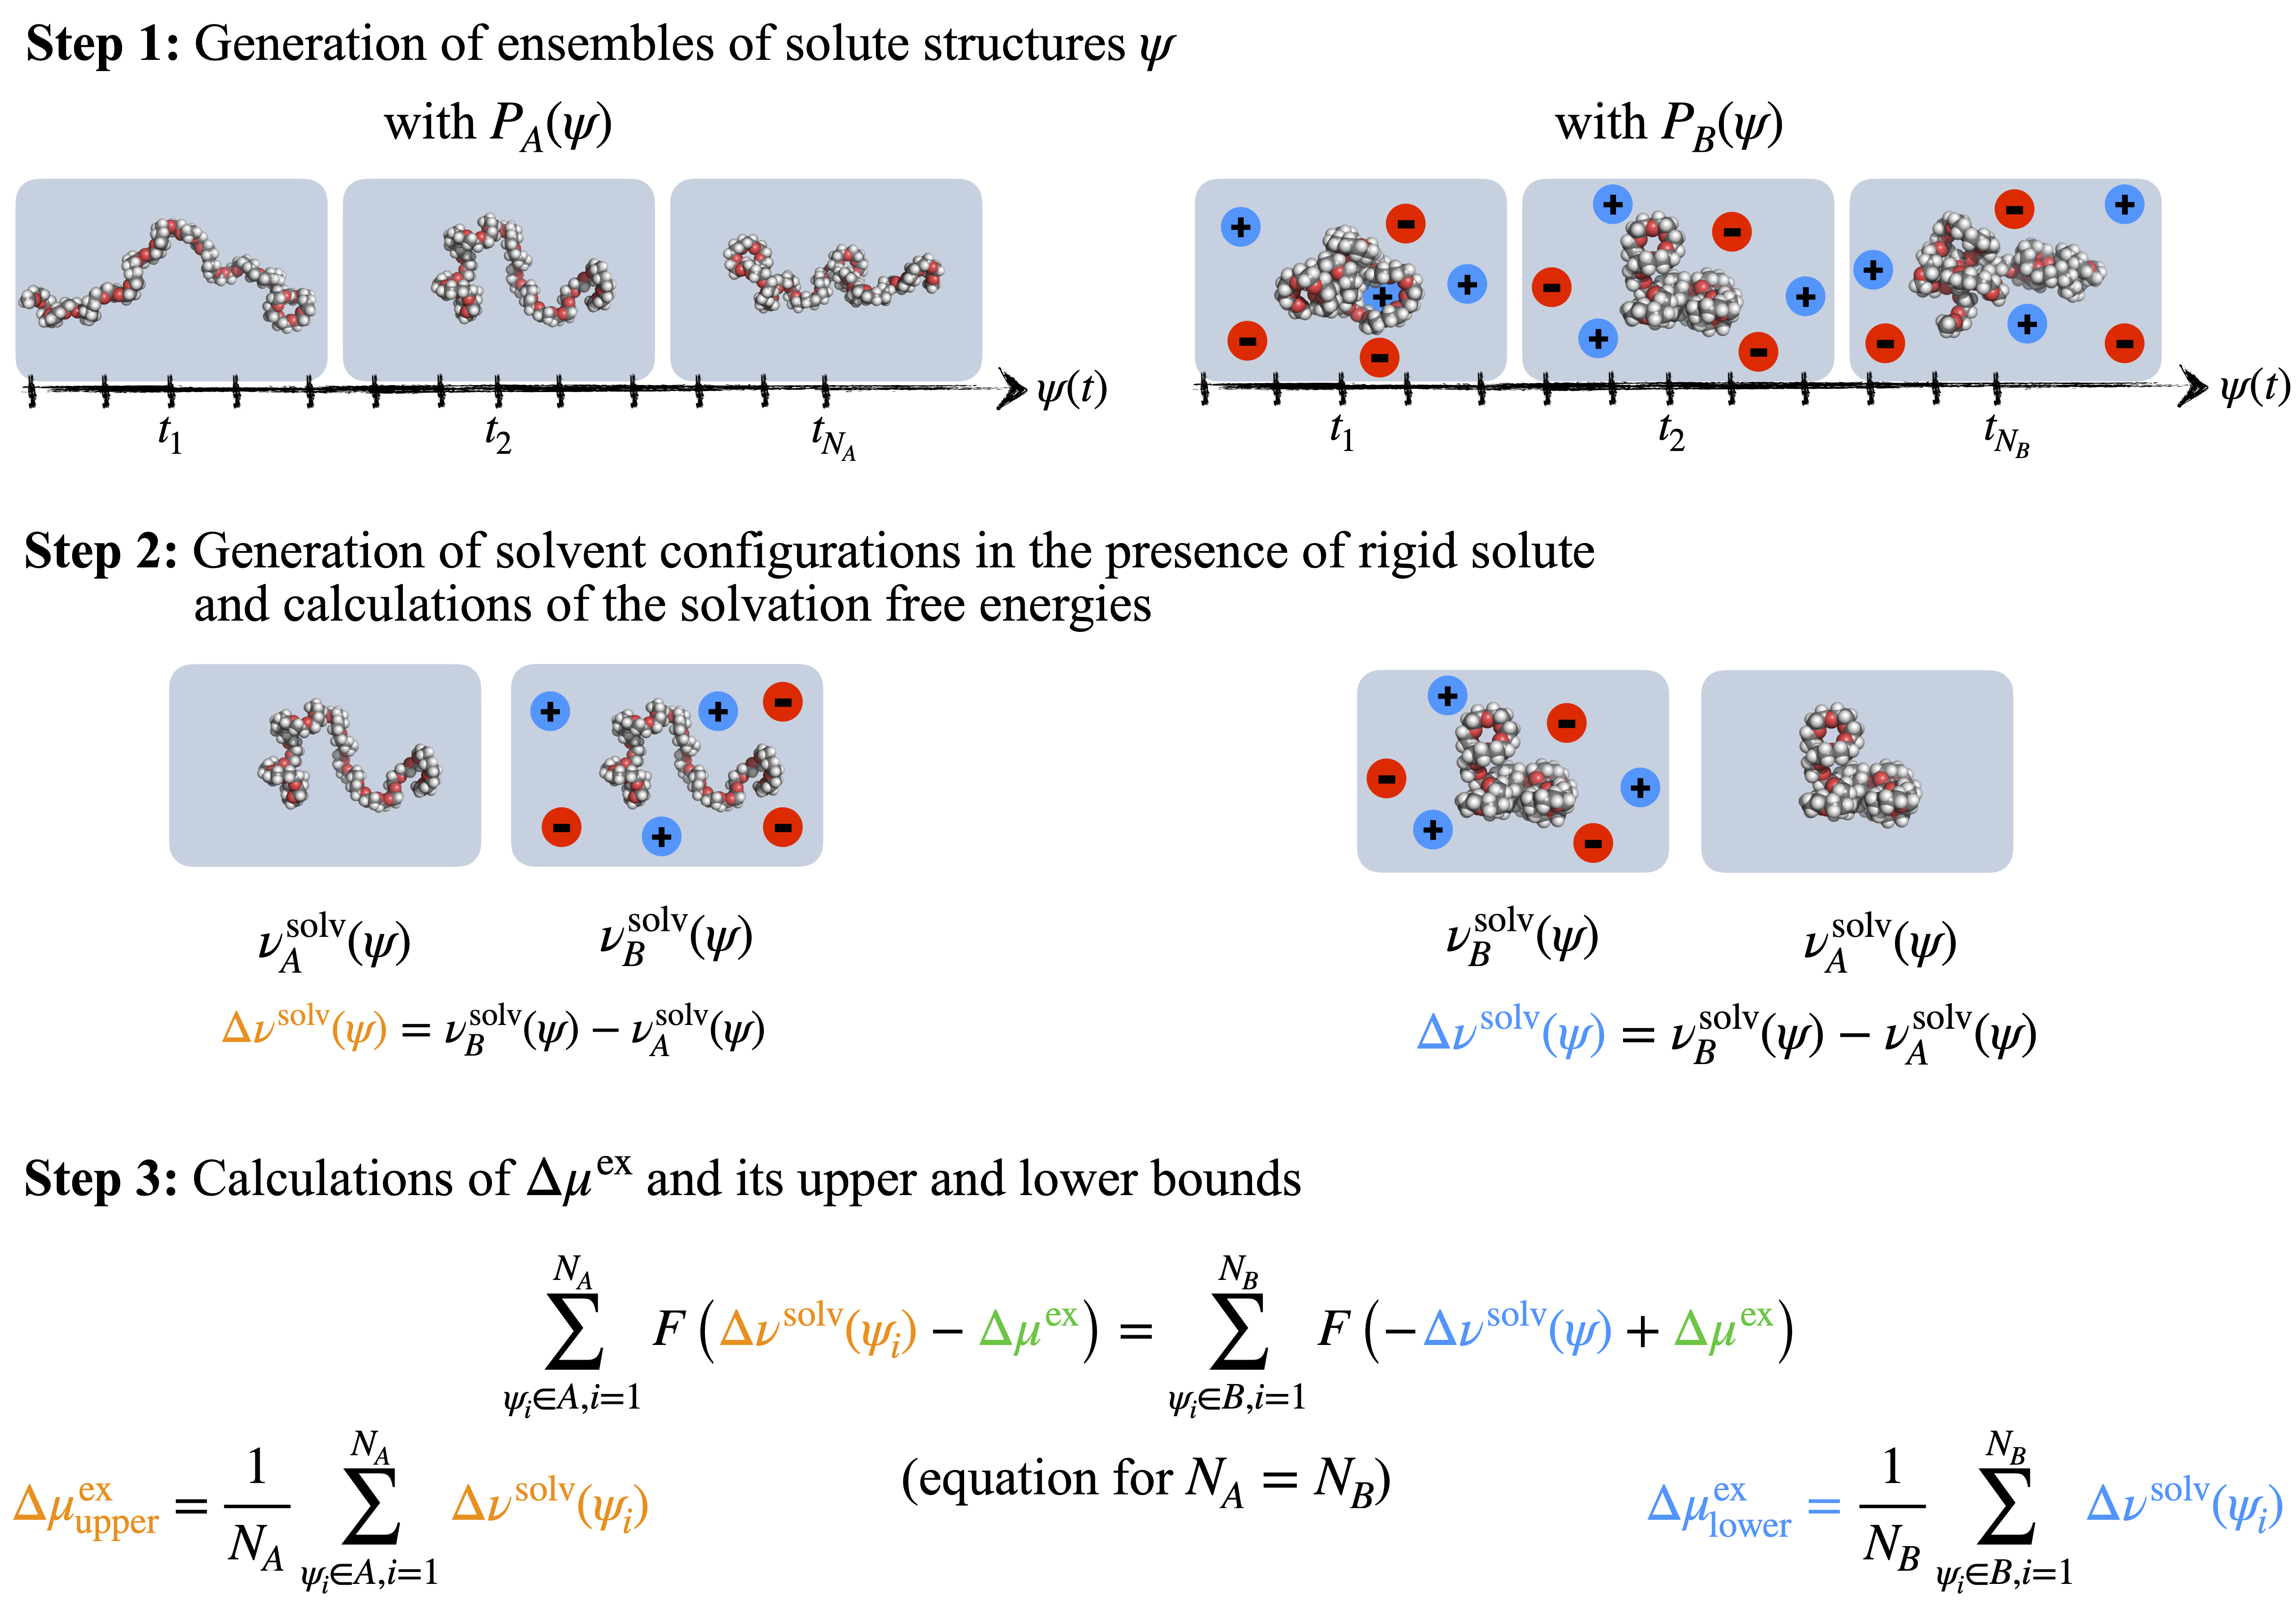 Step 1: Generation of ensembles of solute structures ψ
with P_A(ψ)
with P_B(ψ)
+ − + + − −
+ − − + + −
− + + + − −
t_1 t_2 t_{N_A} ψ(t)
t_1 t_2 t_{N_B} ψ(t)
Step 2: Generation of solvent configurations in the presence of rigid solute
and calculations of the solvation free energies
+ + − − + −
+ − − + + −
ν_A^solv(ψ) ν_B^solv(ψ)
ν_B^solv(ψ) ν_A^solv(ψ)
Δν^solv(ψ) = ν_B^solv(ψ) − ν_A^solv(ψ)
Δν^solv(ψ) = ν_B^solv(ψ) − ν_A^solv(ψ)
Step 3: Calculations of Δμ^ex and its upper and lower bounds
∑_{ψ_i∈A,i=1}^{N_A} F(Δν^solv(ψ_i) − Δμ^ex) = ∑_{ψ_i∈B,i=1}^{N_B} F(−Δν^solv(ψ) + Δμ^ex)
Δμ_upper^ex = 1/N_A ∑_{ψ_i∈A,i=1}^{N_A} Δν^solv(ψ_i)
(equation for N_A = N_B)
Δμ_lower^ex = 1/N_B ∑_{ψ_i∈B,i=1}^{N_B} Δν^solv(ψ_i)